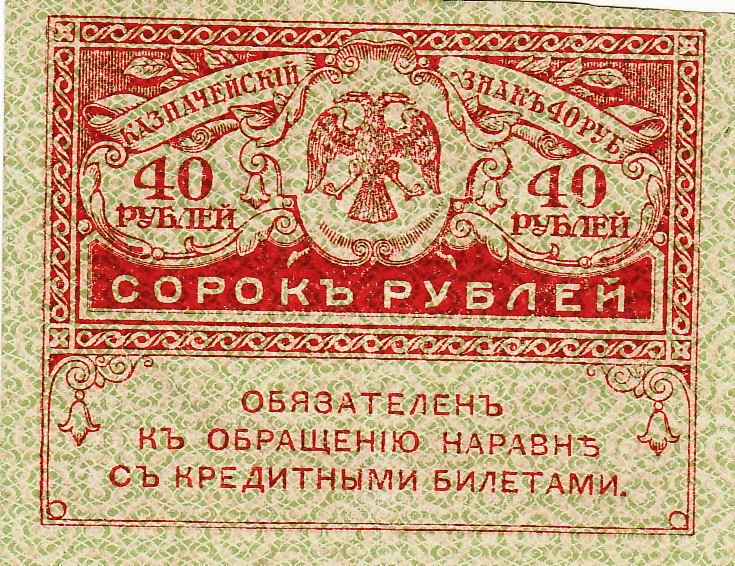 КАЗНАЧЕЙСКІЙ
ЗНАКЪ 40 РУБ
40
РУБЛЕЙ
40
РУБЛЕЙ
СОРОКЪ РУБЛЕЙ
ОБЯЗАТЕЛЕНЪ
КЪ ОБРАЩЕНІЮ НАРАВНѢ
СЪ КРЕДИТНЫМИ БИЛЕТАМИ.